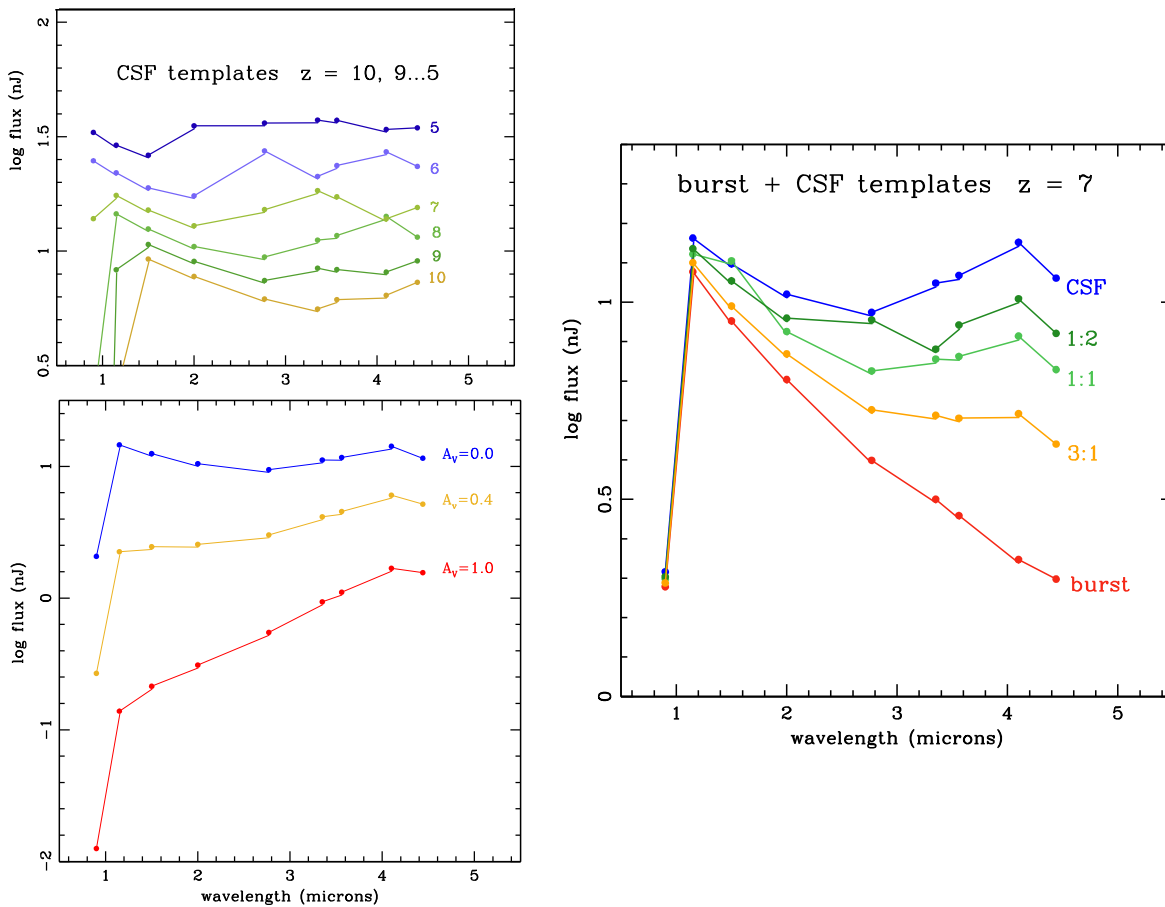 CSF templates z = 10, 9...5
log flux (nJ)
2
1.5
1
0.5
5
6
7
8
9
10
1 2 3 4 5
log flux (nJ)
1
0
−1
−2
A_v=0.0
A_v=0.4
A_v=1.0
1 2 3 4 5
wavelength (microns)
burst + CSF templates z = 7
log flux (nJ)
1
0.5
0
CSF
1:2
1:1
3:1
burst
1 2 3 4 5
wavelength (microns)